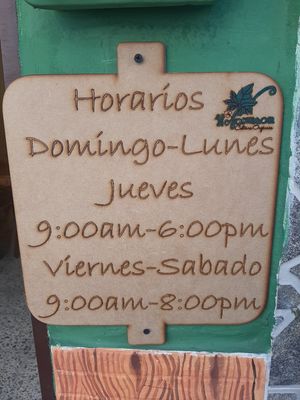 Horarios
Domingo-Lunes
Jueves
9:00am-6:00pm
Viernes-Sabado
9:00am-8:00pm